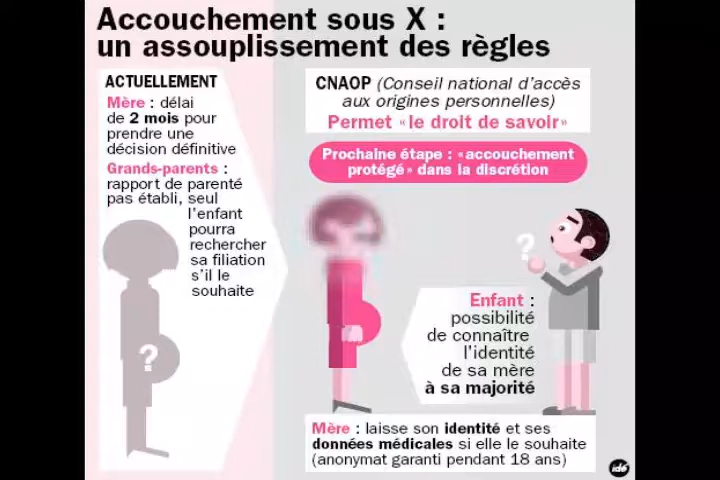 Accouchement sous X :
un assouplissement des règles
ACTUELLEMENT
Mère : délai
de 2 mois pour
prendre une
décision définitive
Grands-parents :
rapport de parenté
pas établi, seul
l'enfant
pourra
rechercher
sa filiation
s'il le
souhaite
?
CNAOP (Conseil national d'accès
aux origines personnelles)
Permet «le droit de savoir»
Prochaine étape : «accouchement
protégé» dans la discrétion
?
Enfant :
possibilité
de connaître
l'identité
de sa mère
à sa majorité
Mère : laisse son identité et ses
données médicales si elle le souhaite
(anonymat garanti pendant 18 ans)
idé